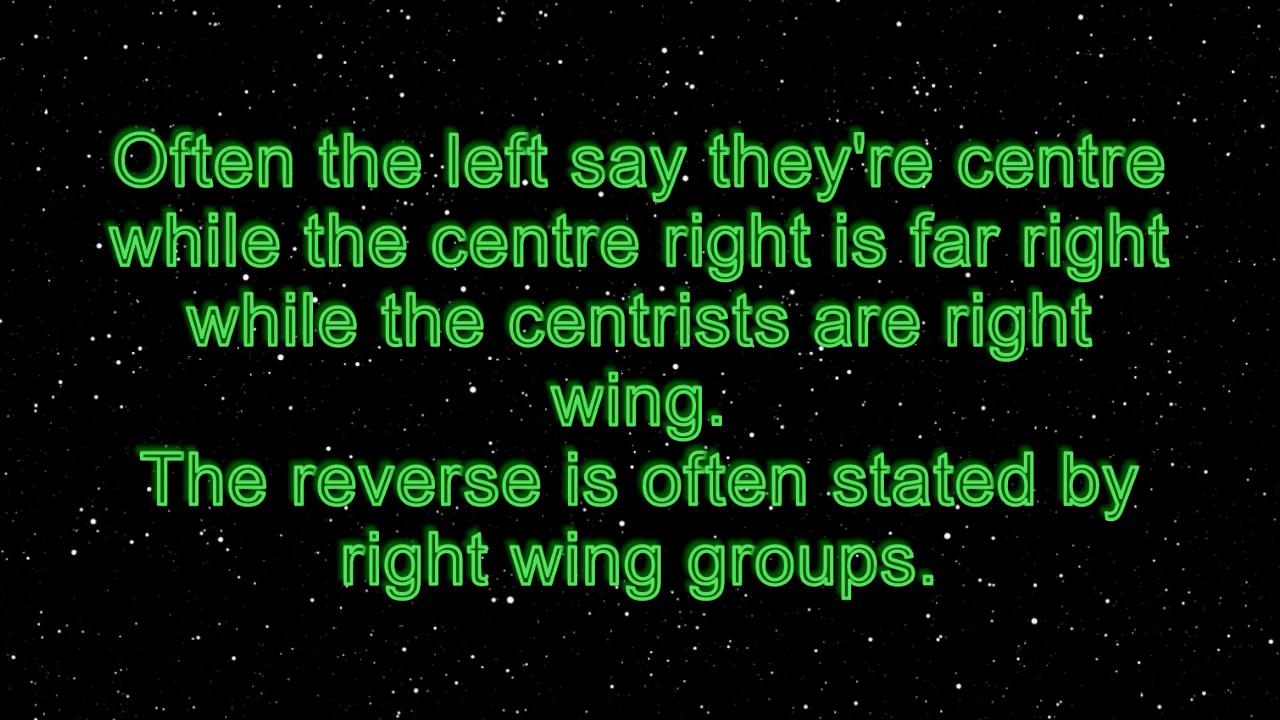 Often the left say they're centre
while the centre right is far right
while the centrists are right
wing.
The reverse is often stated by
right wing groups.